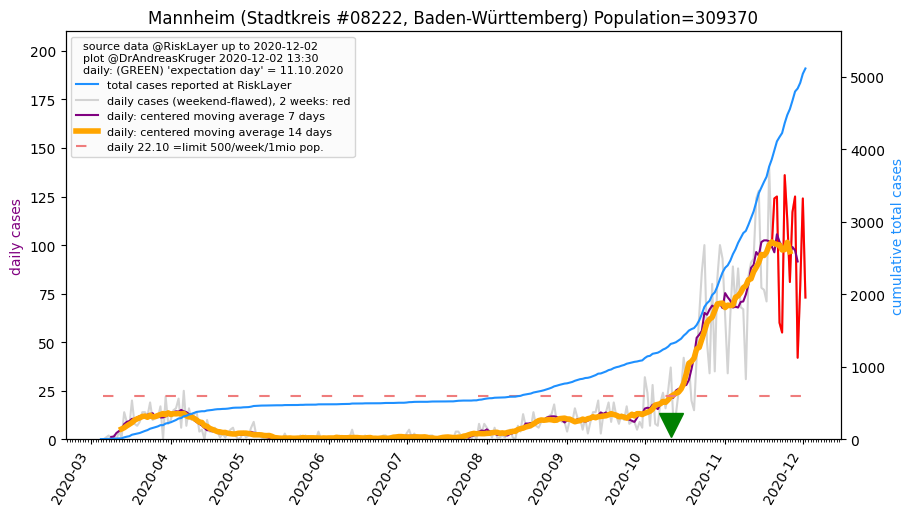 Mannheim (Stadtkreis #08222, Baden-Württemberg) Population=309370
source data @RiskLayer up to 2020-12-02
plot @DrAndreasKruger 2020-12-02 13:30
daily: (GREEN) 'expectation day' = 11.10.2020
total cases reported at RiskLayer
daily cases (weekend-flawed), 2 weeks: red
daily: centered moving average 7 days
daily: centered moving average 14 days
daily 22.10 =limit 500/week/1mio pop.
daily cases
200
175
150
125
100
75
50
25
0
cumulative total cases
5000
4000
3000
2000
1000
0
2020-03
2020-04
2020-05
2020-06
2020-07
2020-08
2020-09
2020-10
2020-11
2020-12